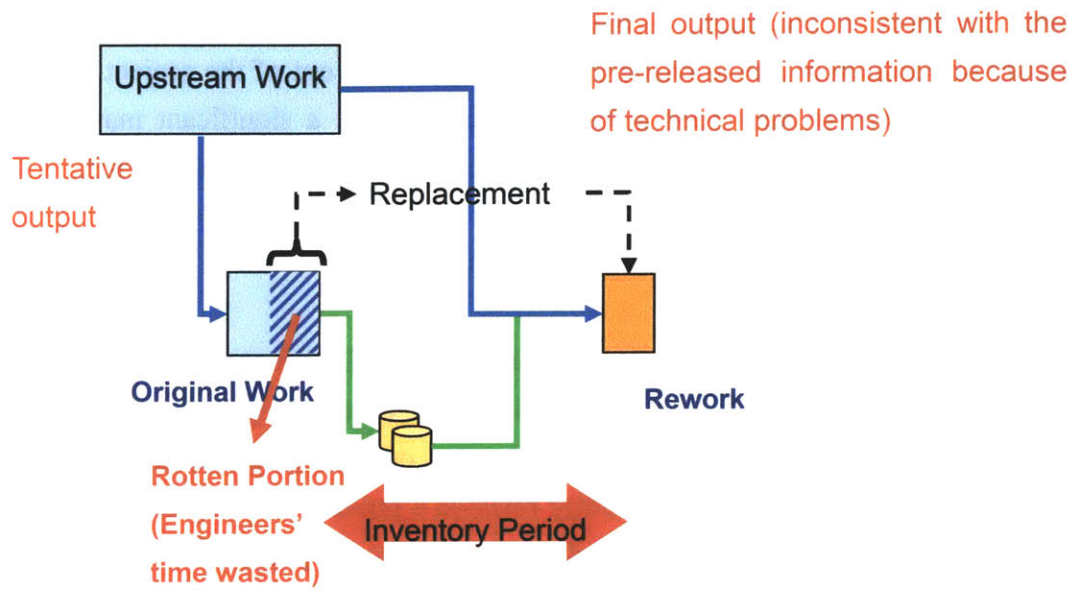 Final output (inconsistent with the
pre-released information because
of technical problems)
Upstream Work
Tentative
output
Replacement
Original Work
Rework
Rotten Portion
(Engineers'
time wasted)
Inventory Period